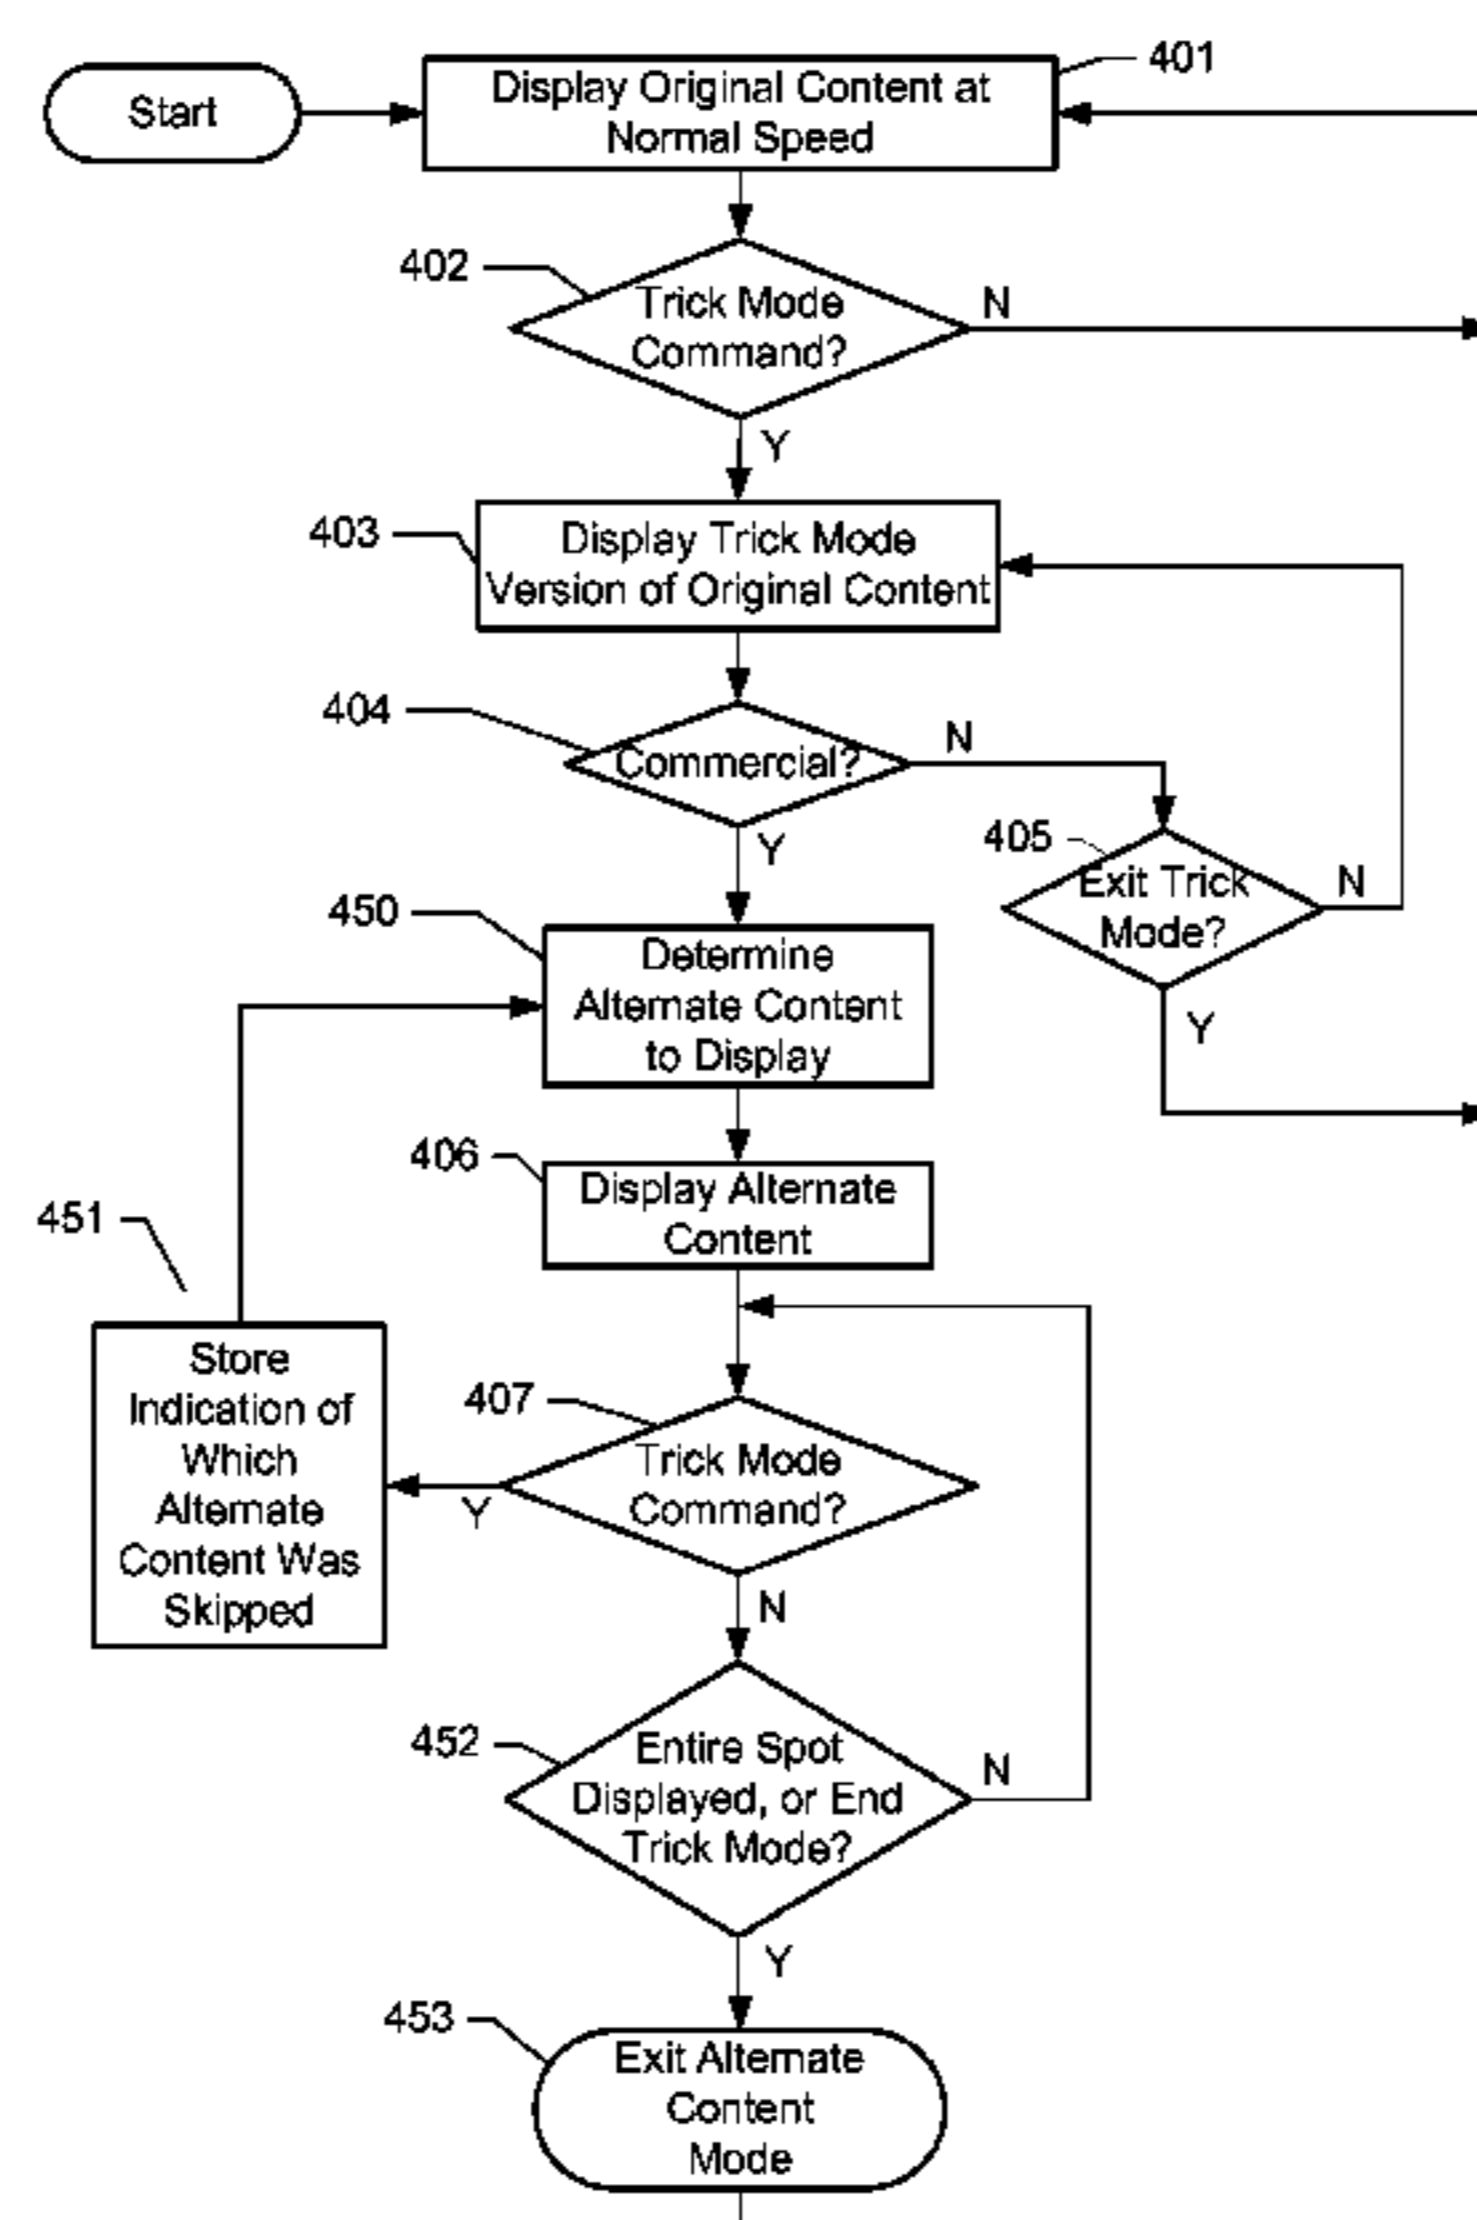 Start
Display Original Content at
Normal Speed
401
402
Trick Mode
Command?
N
Y
403
Display Trick Mode
Version of Original Content
404
Commercial?
N
Y
405
Exit Trick
Mode?
N
Y
450
Determine
Alternate Content
to Display
406
Display Alternate
Content
451
Store
Indication of
Which
Alternate
Content Was
Skipped
407
Trick Mode
Command?
Y
N
452
Entire Spot
Displayed, or End
Trick Mode?
N
Y
453
Exit Alternate
Content
Mode